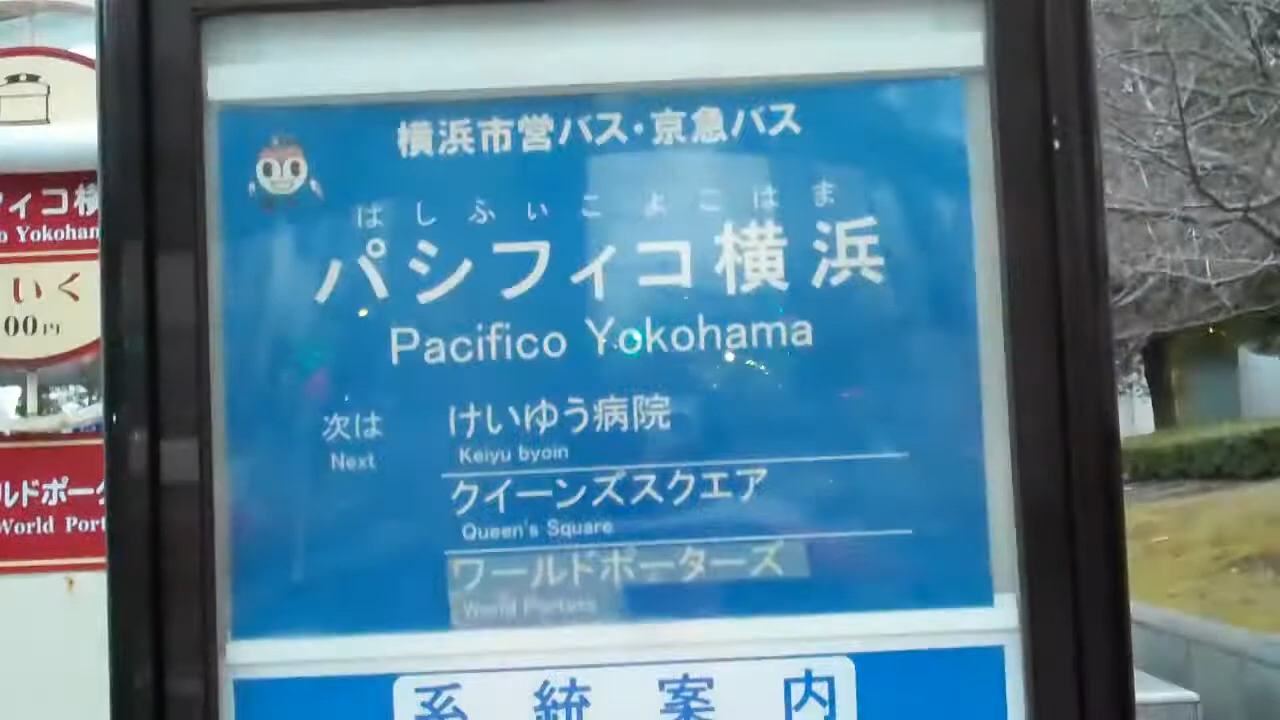 横浜市営バス・京急バス
はしふぃこよこはま
パシフィコ横浜
Pacifico Yokohama
次は
Next
けいゆう病院
Keiyu byoin
クイーンズスクエア
Queen's Square
ワールドポーターズ
World Porters
系統案内
フィコ横
o Yokoham
いく
00円
ルドポー
World Port